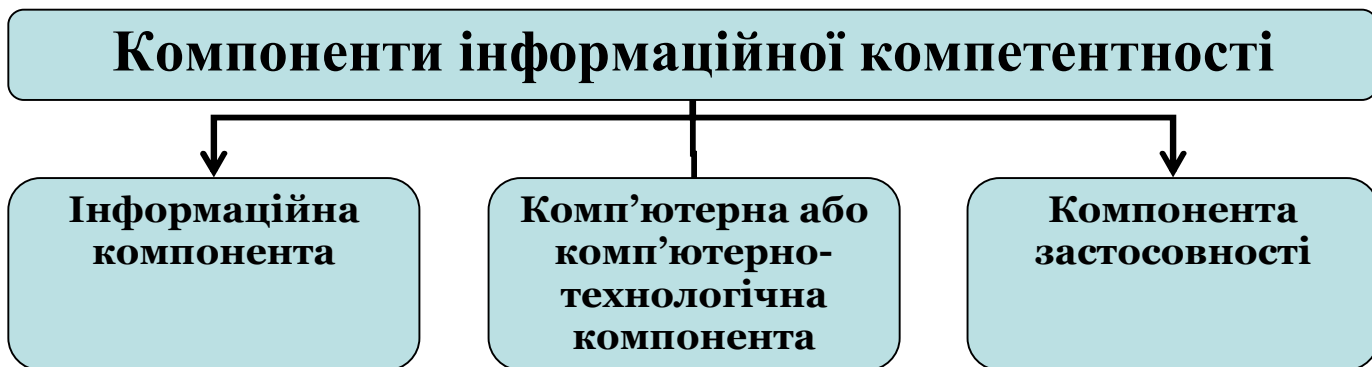 Компоненти інформаційної компетентності
Інформаційна
компонента
Комп’ютерна або
комп’ютерно-
технологічна
компонента
Компонента
застосовності